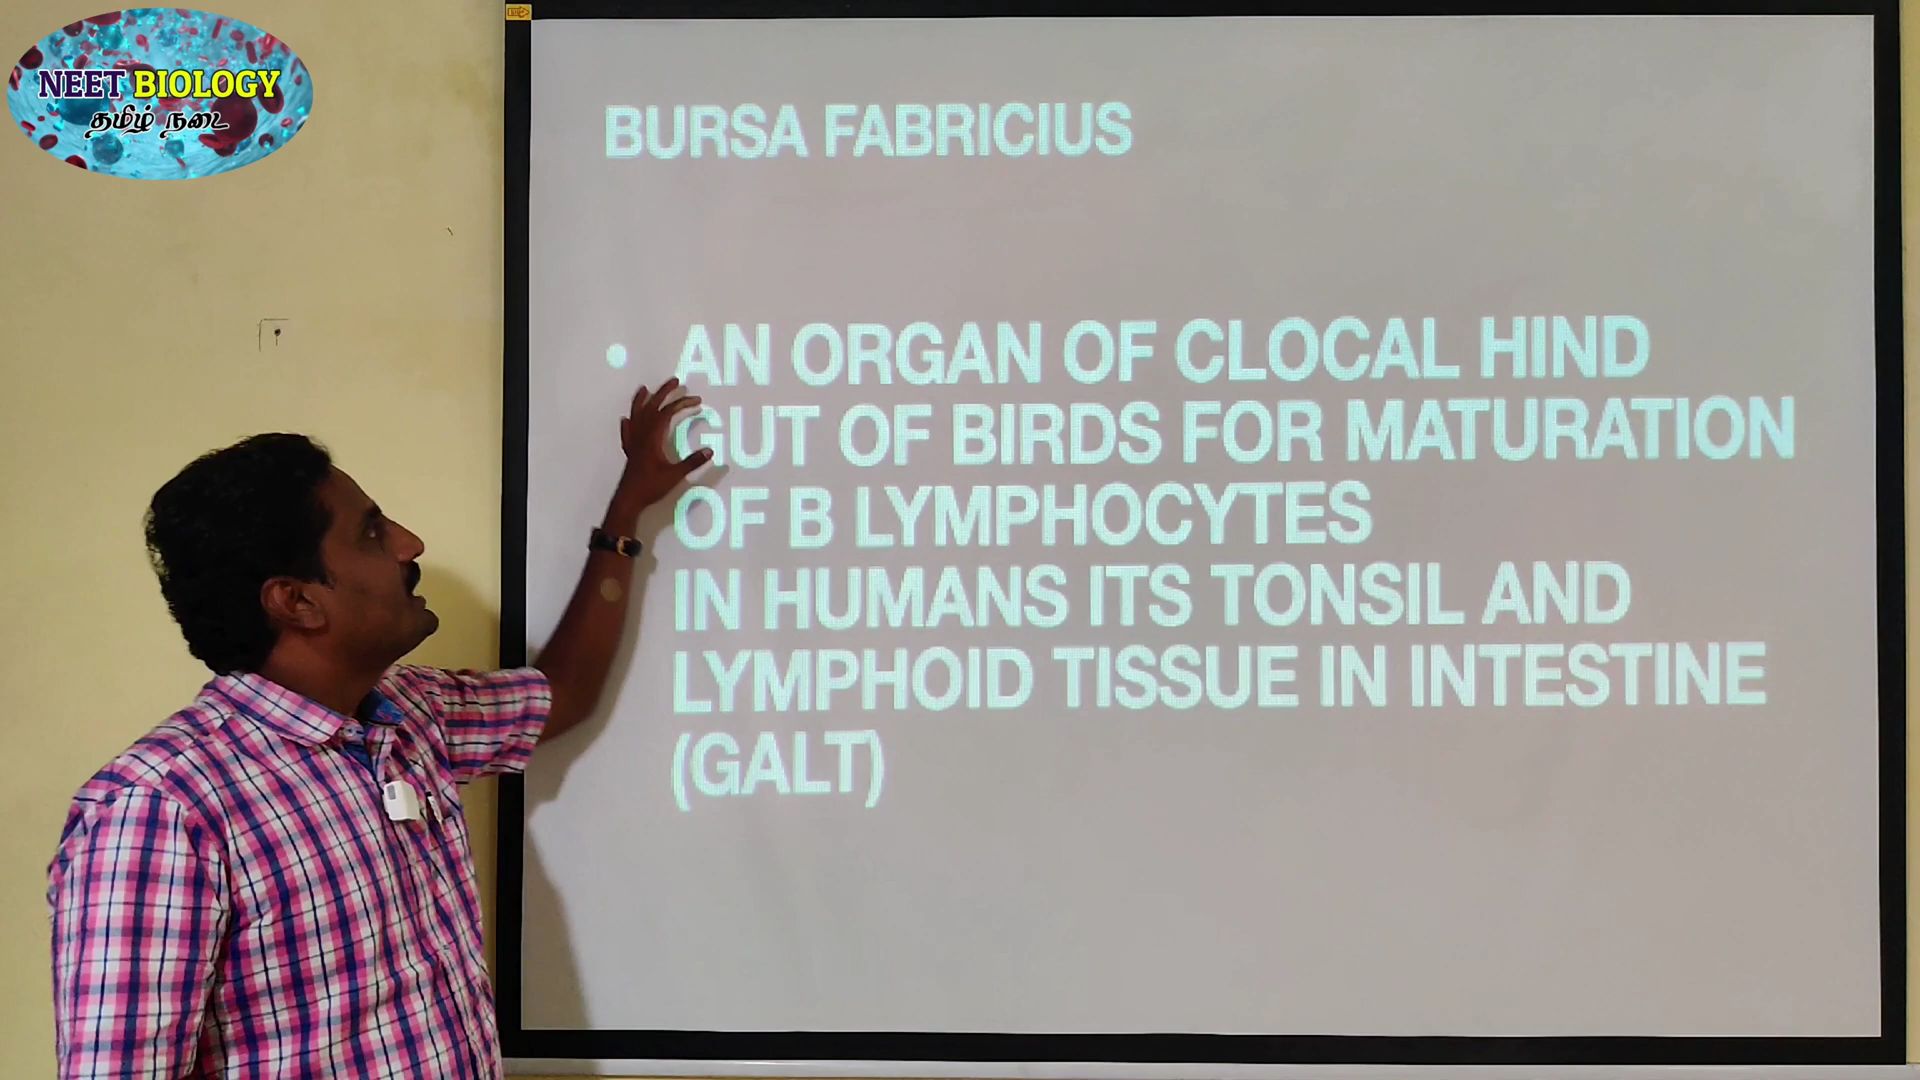 NEET BIOLOGY
தமிழ் நடை
BURSA FABRICIUS
• AN ORGAN OF CLOCAL HIND
GUT OF BIRDS FOR MATURATION
OF B LYMPHOCYTES
IN HUMANS ITS TONSIL AND
LYMPHOID TISSUE IN INTESTINE
(GALT)